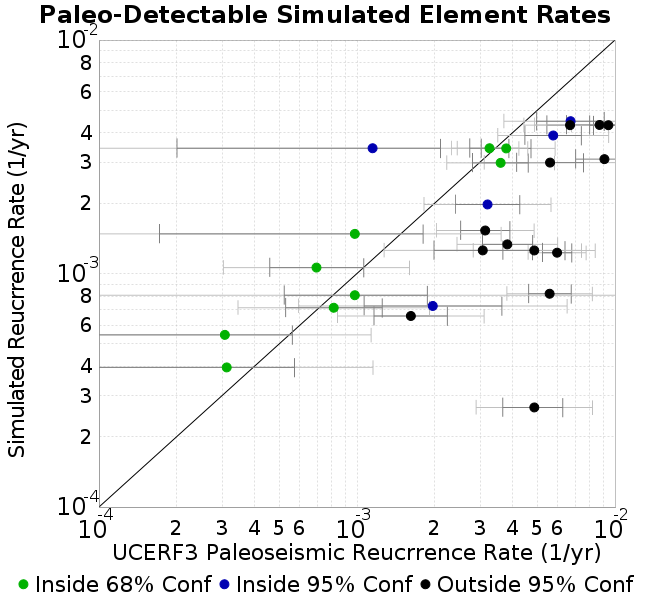 Paleo-Detectable Simulated Element Rates
10-2
8
6
4
3
2
10-3
8
6
4
3
2
10-4
Simulated Reucrrence Rate (1/yr)
10-4 2 3 4 5 6 10-3 2 3 4 5 6 10-2
UCERF3 Paleoseismic Reucrrence Rate (1/yr)
Inside 68% Conf Inside 95% Conf Outside 95% Conf